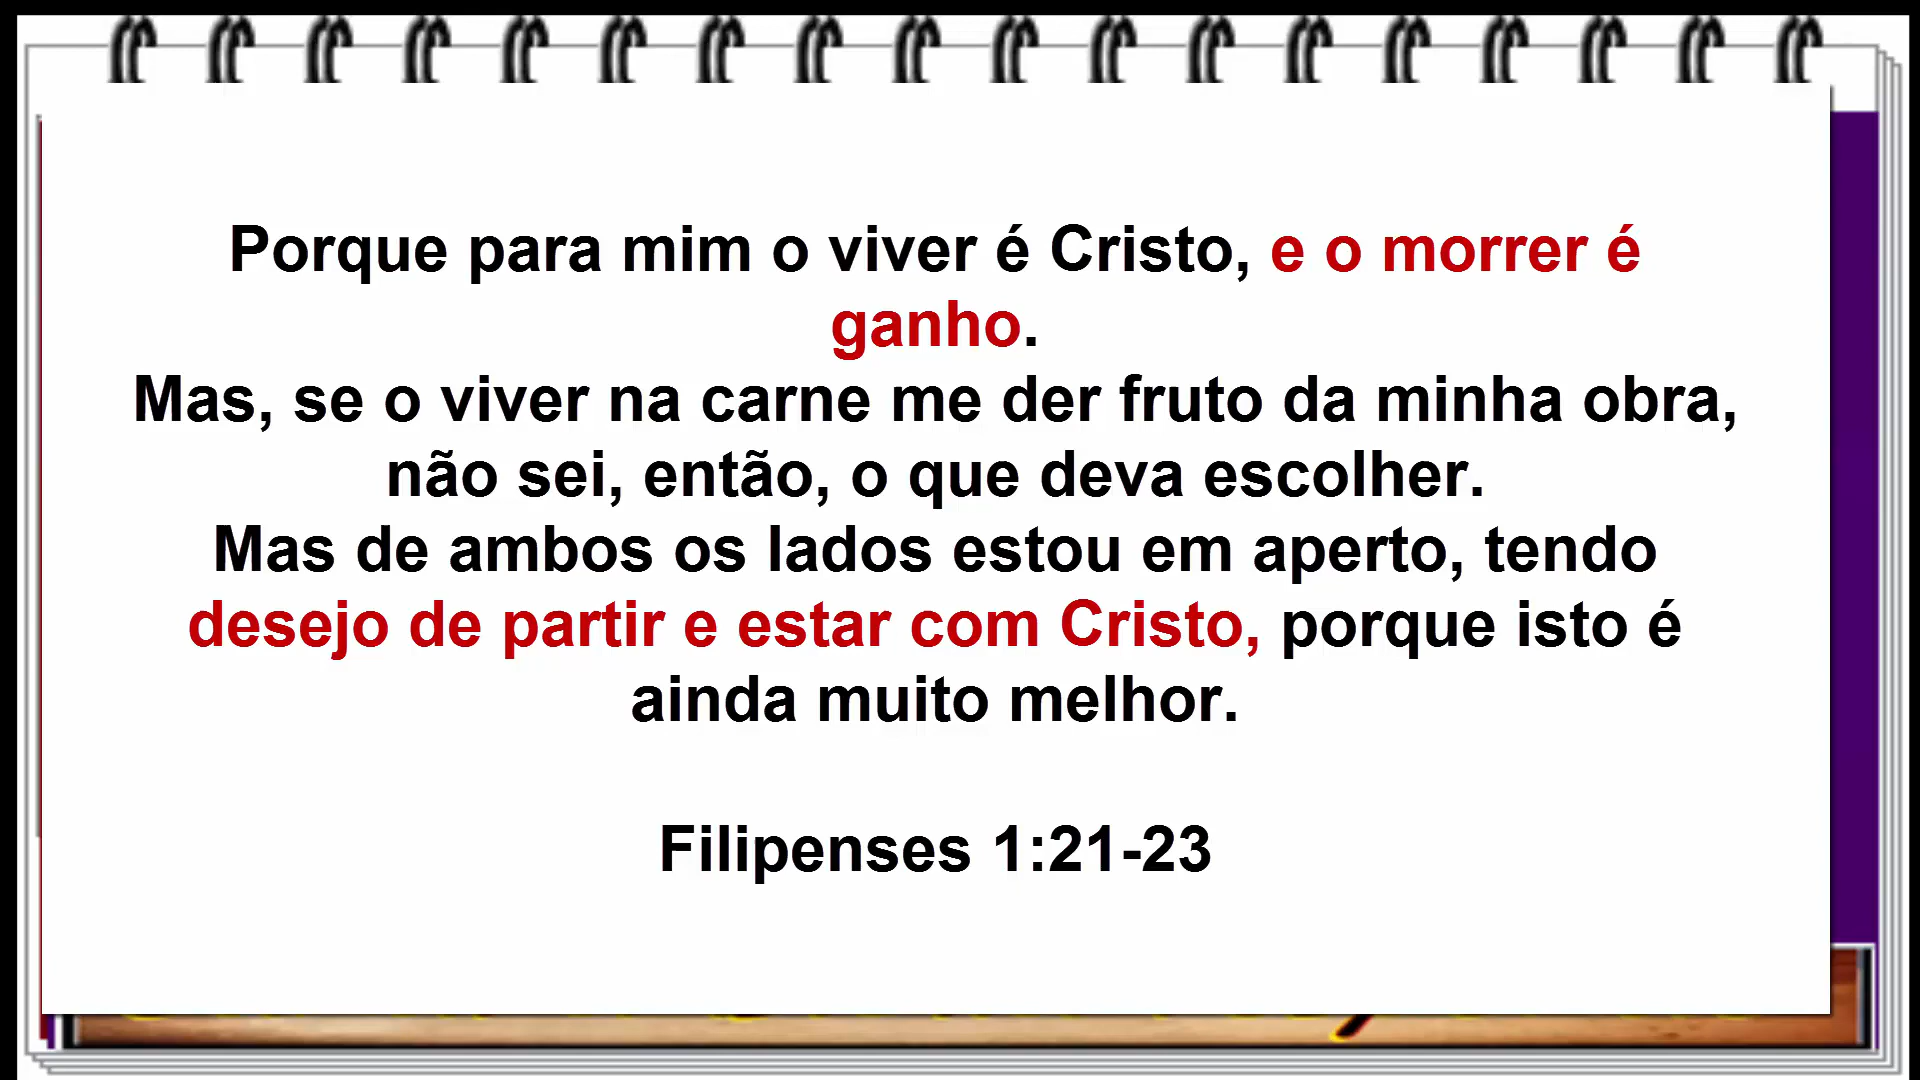 Porque para mim o viver é Cristo, e o morrer é
ganho.
Mas, se o viver na carne me der fruto da minha obra,
não sei, então, o que deva escolher.
Mas de ambos os lados estou em aperto, tendo
desejo de partir e estar com Cristo, porque isto é
ainda muito melhor.
Filipenses 1:21-23